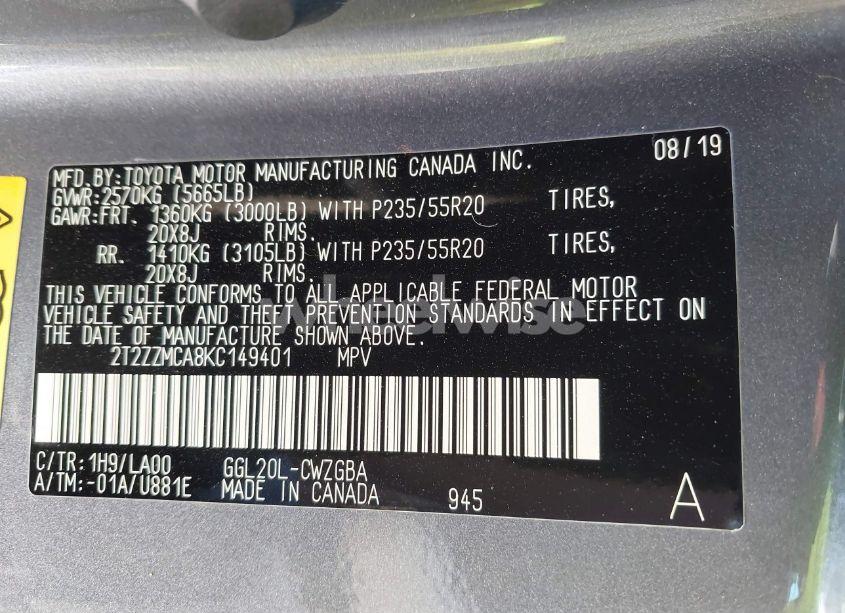 MFD.BY:TOYOTA MOTOR MANUFACTURING CANADA INC. 08/19
GVWR:2570KG (5665LB)
GAWR:FRT. 1360KG (3000LB) WITH P235/55R20 TIRES,
20X8J RIMS.
RR. 1410KG (3105LB) WITH P235/55R20 TIRES,
20X8J RIMS.
THIS VEHICLE CONFORMS TO ALL APPLICABLE FEDERAL MOTOR
VEHICLE SAFETY AND THEFT PREVENTION STANDARDS IN EFFECT ON
THE DATE OF MANUFACTURE SHOWN ABOVE.
wheelwise
2T2ZZMCA8KC149401 MPV
C/TR:1H9/LA00 GGL20L-CWZGBA
A/TM:-01A/U881E MADE IN CANADA 945 A